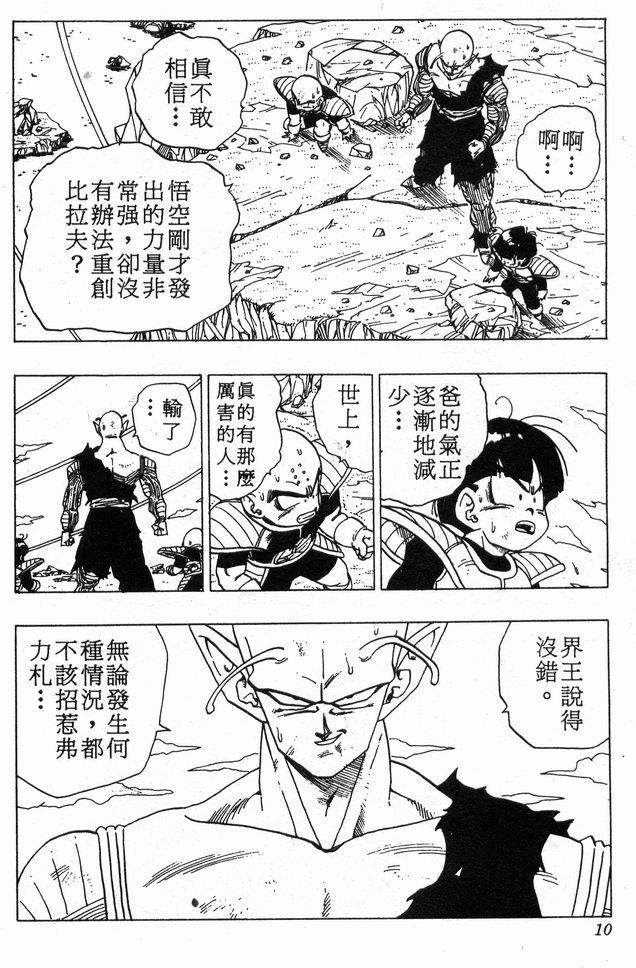 啊…
啊…
眞不敢
相信…
悟空剛才發
出的力量非
常强，卻沒
有辦法重創
比拉夫？
爸的氣正
逐漸地減
少…
世上，
眞的有那麼
厲害的人…
輸了
…
界王說得
沒錯。
無論發生何
種情況，都
不該招惹弗
力札…
10